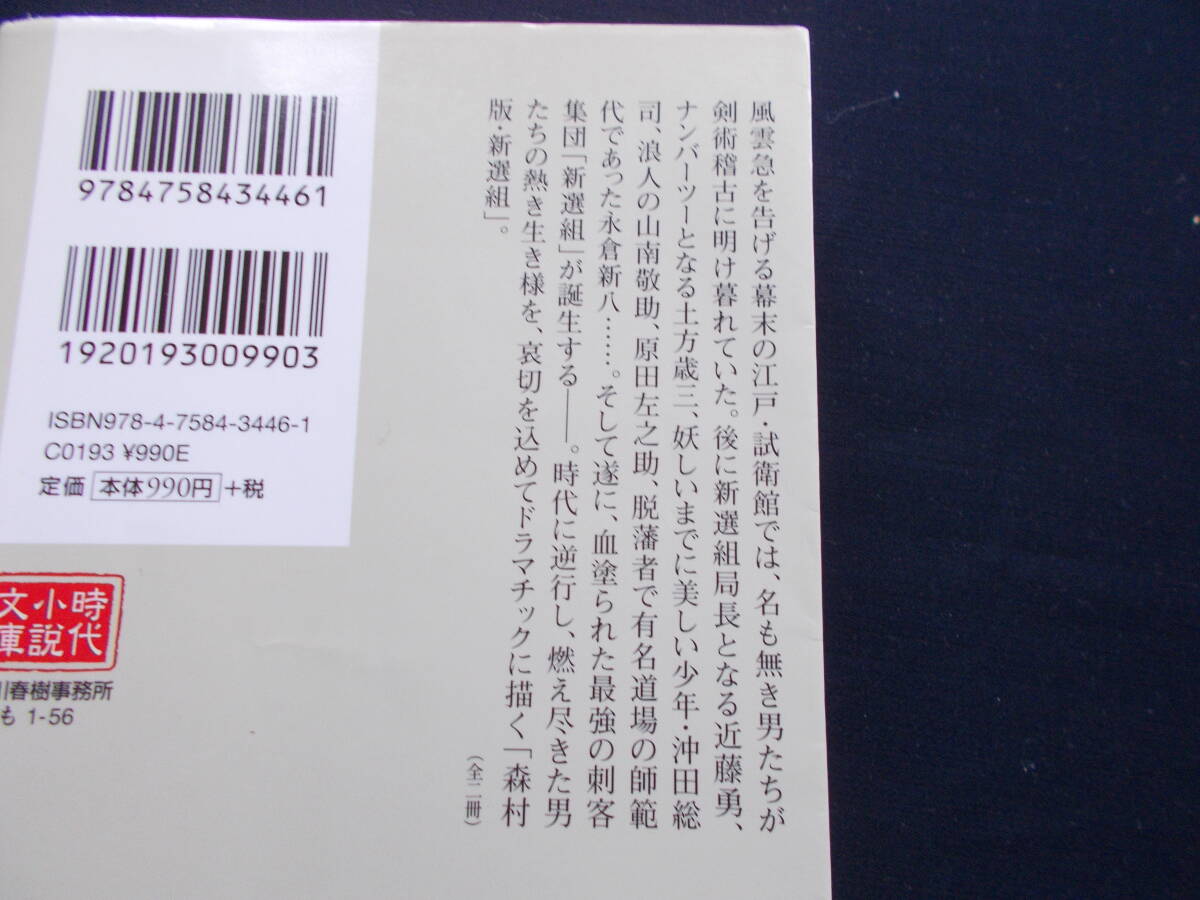 風雲急を告げる幕末の江戸・試衛館では、名も無き男たちが
剣術稽古に明け暮れていた。後に新選組局長となる近藤勇、
ナンバーツーとなる土方歳三、妖しいまでに美しい少年・沖田総
司、浪人の山南敬助、原田左之助、脱藩者で有名道場の師範
代であった永倉新八……。そして遂に、血塗られた最強の刺客
集団「新選組」が誕生する――。時代に逆行し、燃え尽きた男
たちの熱き生き様を、哀切を込めてドラマチックに描く「森村
版・新選組」。
（全二冊）
9784758434461
1920193009903
ISBN978-4-7584-3446-1
C0193 ¥990E
定価 本体990円 +税
時代
小説
文庫
川春樹事務所
も 1-56